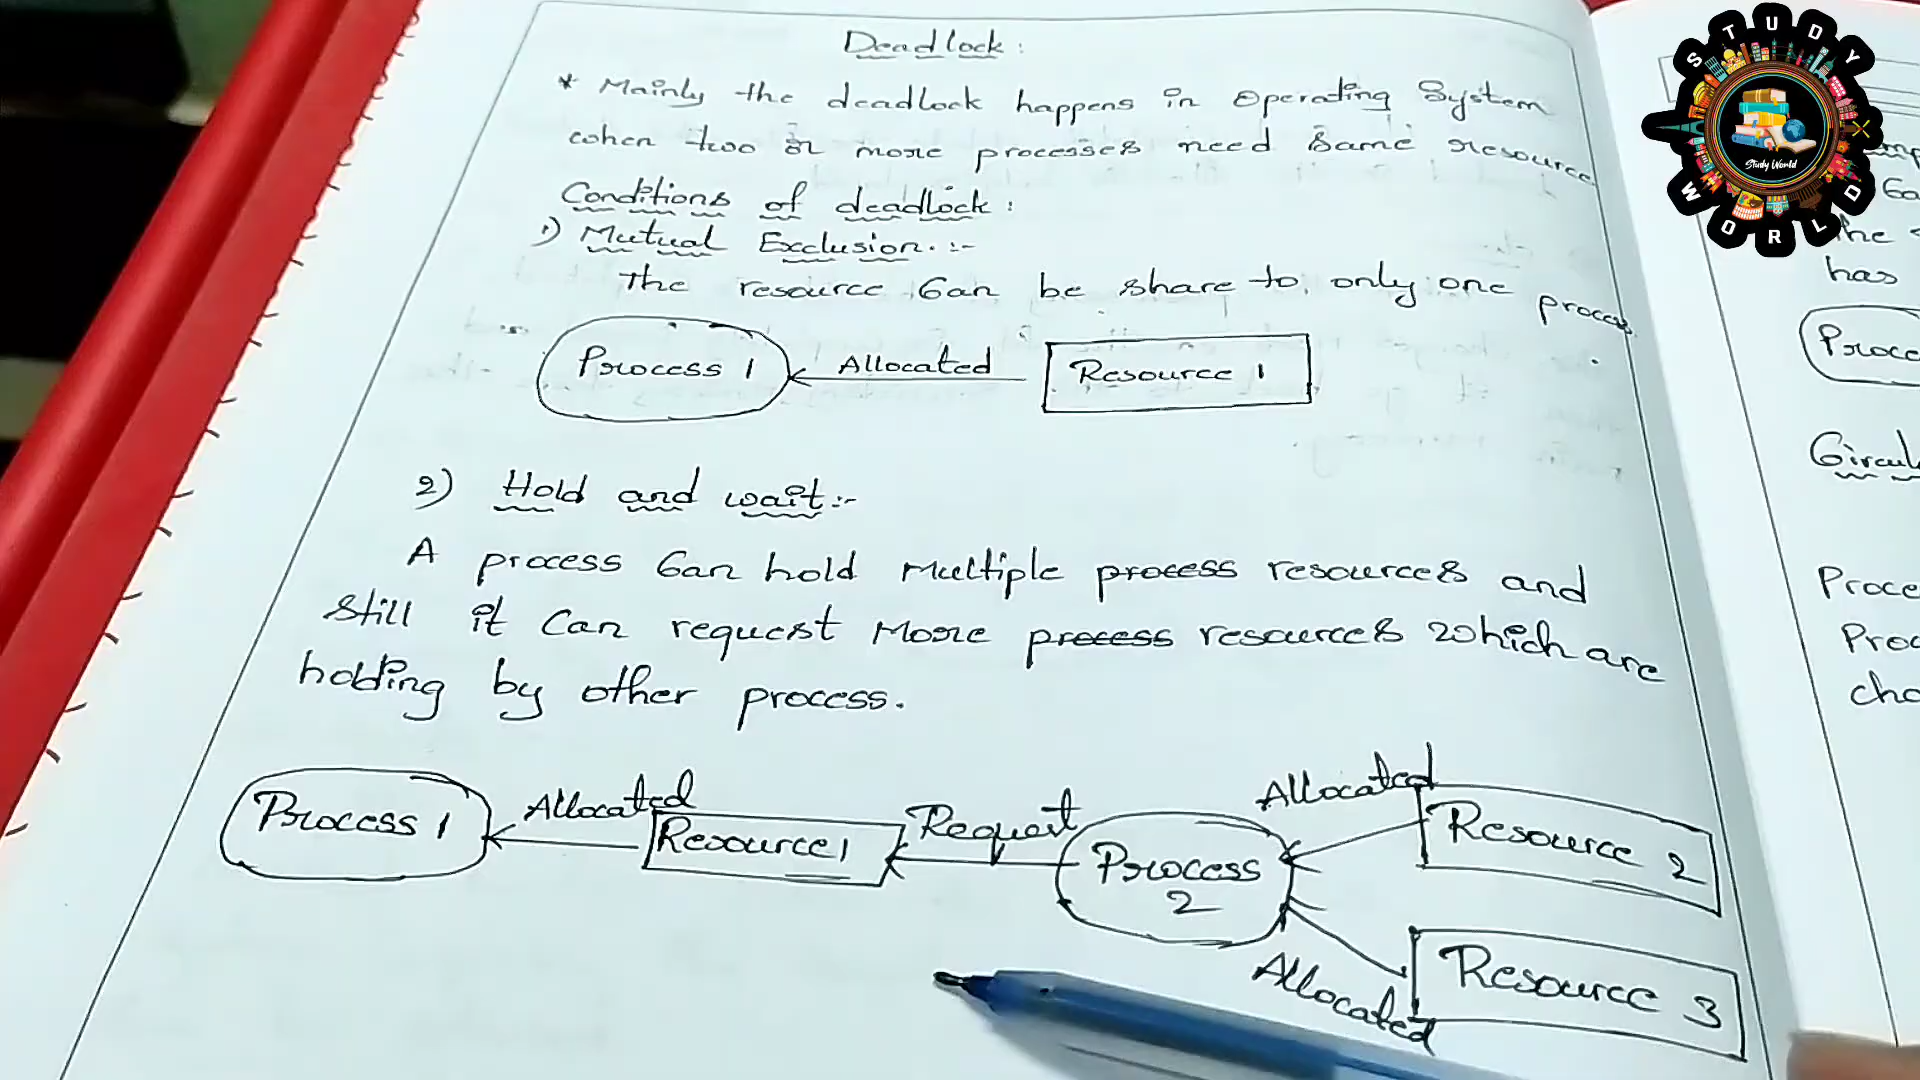 Deadlock :
* Mainly the deadlock happens in Operating System
when two or more processes need same resource
Conditions of deadlock :
1) Mutual Exclusion. :-
The resource Can be share to only one process
Process 1 Allocated Resource 1
2) Hold and wait :-
A process Can hold Multiple process resources and
still it Can request More process resources which are
holding by other process.
Process 1 Allocated Resource 1 Request Process 2 Allocated Resource 2
Allocated Resource 3
STUDY
Study World
WORLD
has